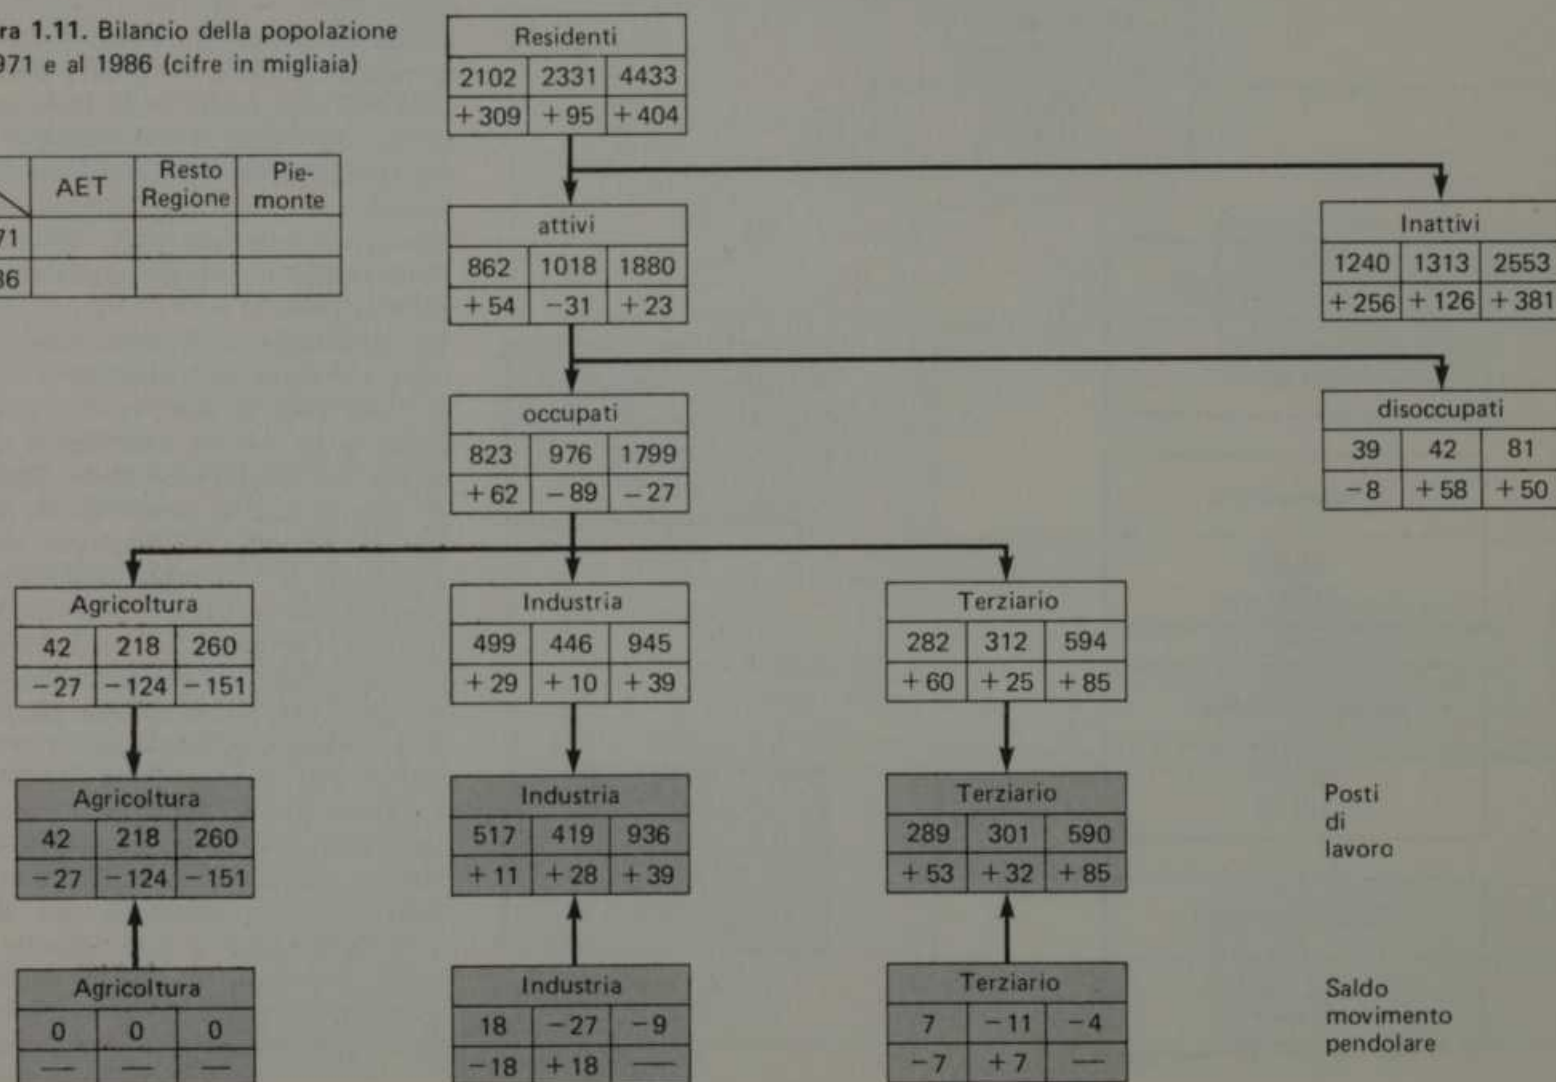 ra 1.11. Bilancio della popolazione
971 e al 1986 (cifre in migliaia)
AET Resto Regione Pie-monte
71
86
Residenti
2102 2331 4433
+309 +95 +404
attivi
862 1018 1880
+54 -31 +23
Inattivi
1240 1313 2553
+256 +126 +381
occupati
823 976 1799
+62 -89 -27
disoccupati
39 42 81
-8 +58 +50
Agricoltura
42 218 260
-27 -124 -151
Industria
499 446 945
+29 +10 +39
Terziario
282 312 594
+60 +25 +85
Agricoltura
42 218 260
-27 -124 -151
Industria
517 419 936
+11 +28 +39
Terziario
289 301 590
+53 +32 +85
Posti
di
lavoro
Agricoltura
0 0 0
— — —
Industria
18 -27 -9
-18 +18 —
Terziario
7 -11 -4
-7 +7 —
Saldo
movimento
pendolare